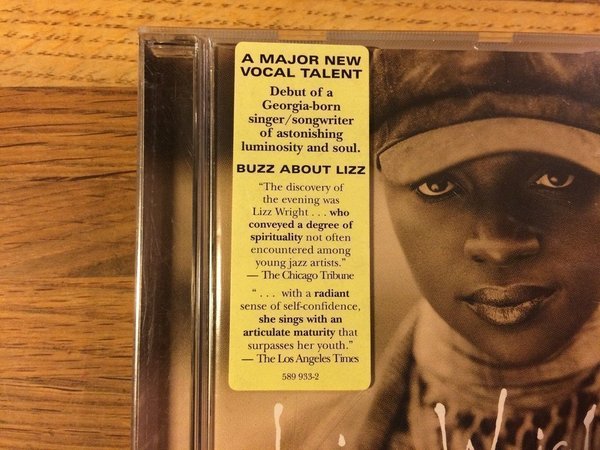 A MAJOR NEW
VOCAL TALENT
Debut of a
Georgia-born
singer/songwriter
of astonishing
luminosity and soul.
BUZZ ABOUT LIZZ
“The discovery of
the evening was
Lizz Wright . . . who
conveyed a degree of
spirituality not often
encountered among
young jazz artists.”
— The Chicago Tribune
“ . . . with a radiant
sense of self-confidence,
she sings with an
articulate maturity that
surpasses her youth.”
— The Los Angeles Times
589 933-2